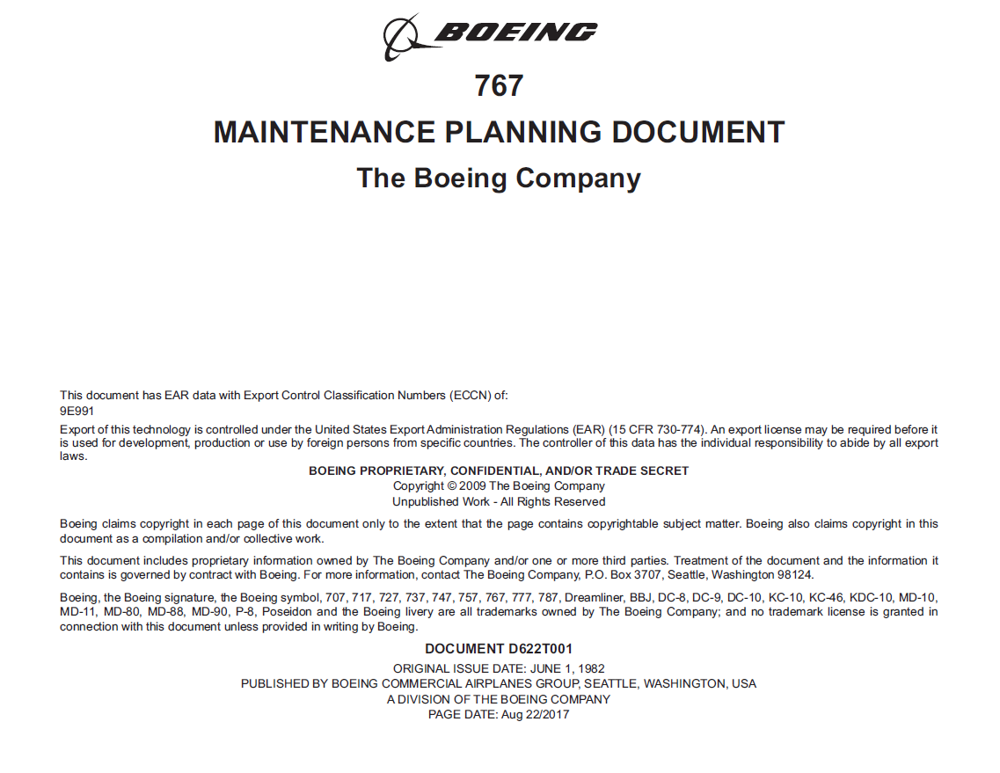 BOEING
767
MAINTENANCE PLANNING DOCUMENT
The Boeing Company
This document has EAR data with Export Control Classification Numbers (ECCN) of:
9E991
Export of this technology is controlled under the United States Export Administration Regulations (EAR) (15 CFR 730-774). An export license may be required before it
is used for development, production or use by foreign persons from specific countries. The controller of this data has the individual responsibility to abide by all export
laws.
BOEING PROPRIETARY, CONFIDENTIAL, AND/OR TRADE SECRET
Copyright © 2009 The Boeing Company
Unpublished Work - All Rights Reserved
Boeing claims copyright in each page of this document only to the extent that the page contains copyrightable subject matter. Boeing also claims copyright in this
document as a compilation and/or collective work.
This document includes proprietary information owned by The Boeing Company and/or one or more third parties. Treatment of the document and the information it
contains is governed by contract with Boeing. For more information, contact The Boeing Company, P.O. Box 3707, Seattle, Washington 98124.
Boeing, the Boeing signature, the Boeing symbol, 707, 717, 727, 737, 747, 757, 767, 777, 787, Dreamliner, BBJ, DC-8, DC-9, DC-10, KC-10, KC-46, KDC-10, MD-10,
MD-11, MD-80, MD-88, MD-90, P-8, Poseidon and the Boeing livery are all trademarks owned by The Boeing Company; and no trademark license is granted in
connection with this document unless provided in writing by Boeing.
DOCUMENT D622T001
ORIGINAL ISSUE DATE: JUNE 1, 1982
PUBLISHED BY BOEING COMMERCIAL AIRPLANES GROUP, SEATTLE, WASHINGTON, USA
A DIVISION OF THE BOEING COMPANY
PAGE DATE: Aug 22/2017